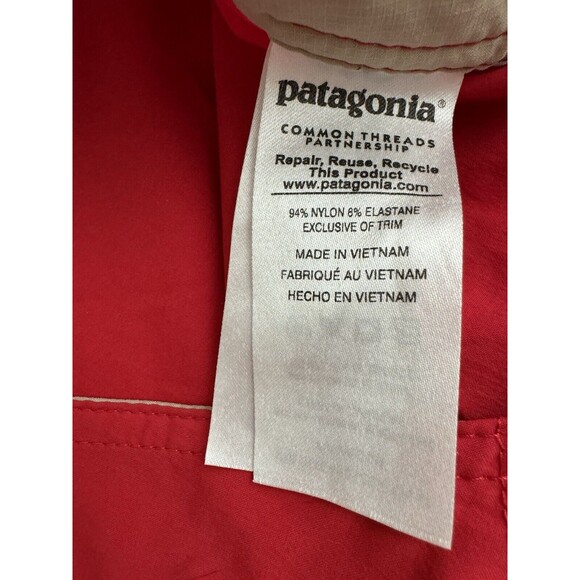 patagonia®
COMMON THREADS
PARTNERSHIP
Repair, Reuse, Recycle
This Product
www.patagonia.com
94% NYLON 6% ELASTANE
EXCLUSIVE OF TRIM
MADE IN VIETNAM
FABRIQUÉ AU VIETNAM
HECHO EN VIETNAM